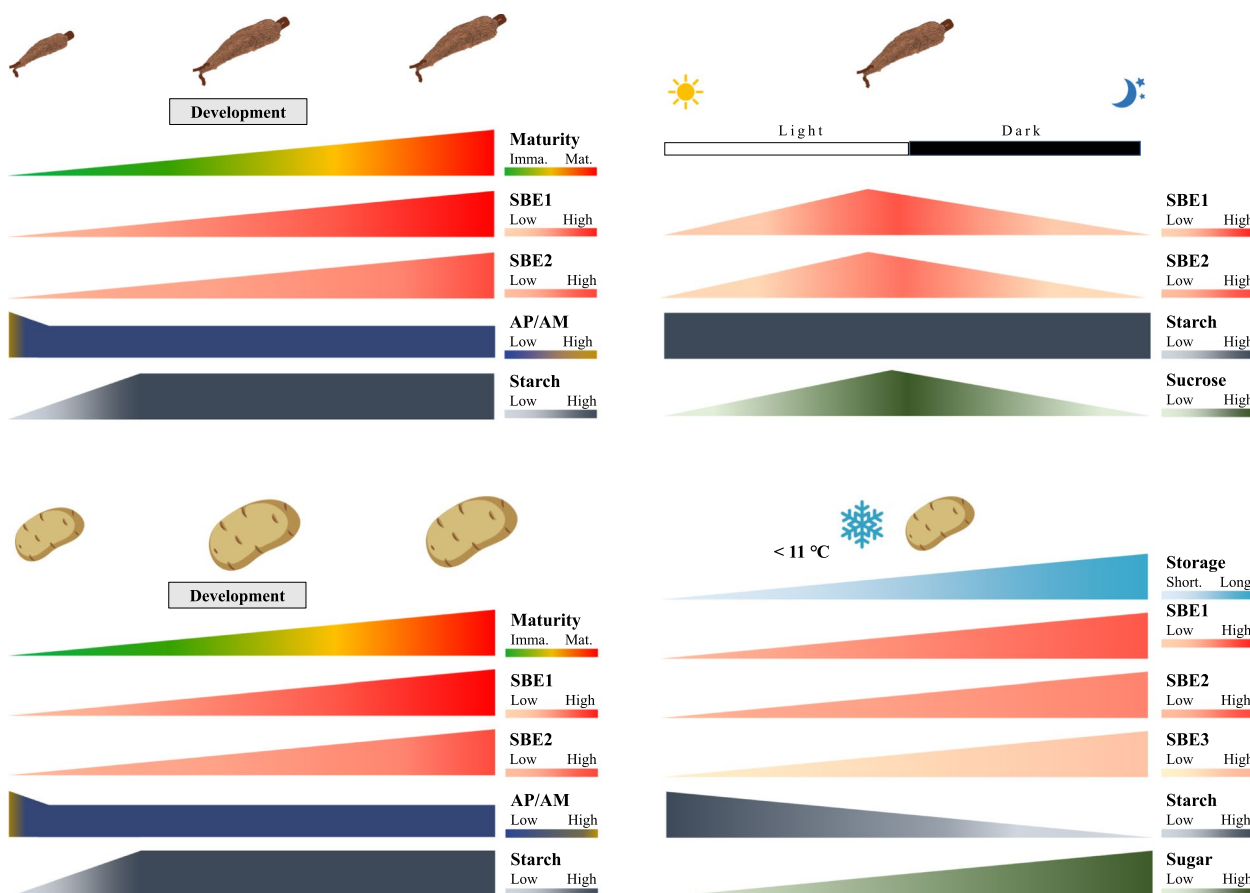 Development
Maturity
Imma. Mat.
SBE1
Low High
SBE2
Low High
AP/AM
Low High
Starch
Low High
Light Dark
SBE1
Low High
SBE2
Low High
Starch
Low High
Sucrose
Low High
Development
Maturity
Imma. Mat.
SBE1
Low High
SBE2
Low High
AP/AM
Low High
Starch
Low High
< 11 °C
Storage
Short. Long
SBE1
Low High
SBE2
Low High
SBE3
Low High
Starch
Low High
Sugar
Low High